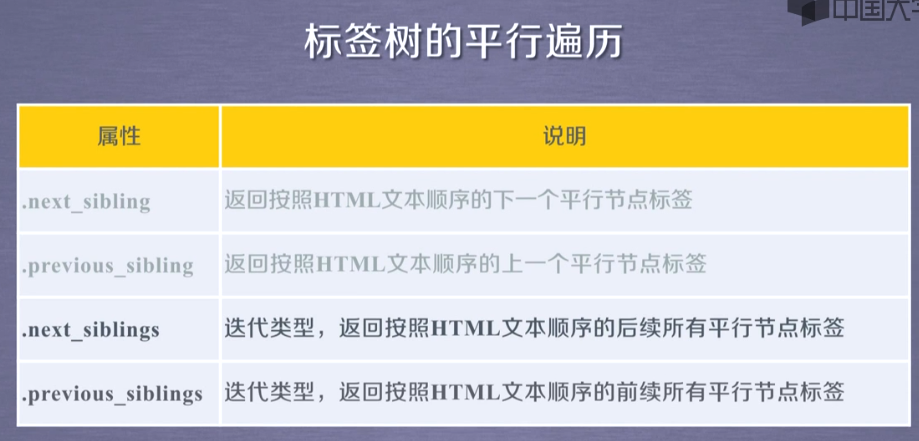 中国大学
标签树的平行遍历
属性 说明
.next_sibling 返回按照HTML文本顺序的下一个平行节点标签
.previous_sibling 返回按照HTML文本顺序的上一个平行节点标签
.next_siblings 迭代类型，返回按照HTML文本顺序的后续所有平行节点标签
.previous_siblings 迭代类型，返回按照HTML文本顺序的前续所有平行节点标签